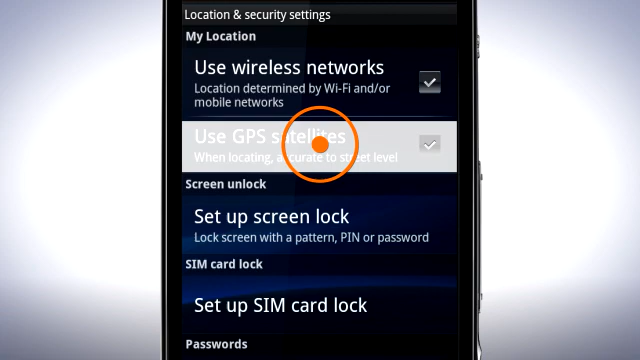 Location & security settings
My Location
Use wireless networks
Location determined by Wi-Fi and/or
mobile networks
Use GPS satellites
When locating, accurate to street level
Screen unlock
Set up screen lock
Lock screen with a pattern, PIN or password
SIM card lock
Set up SIM card lock
Passwords